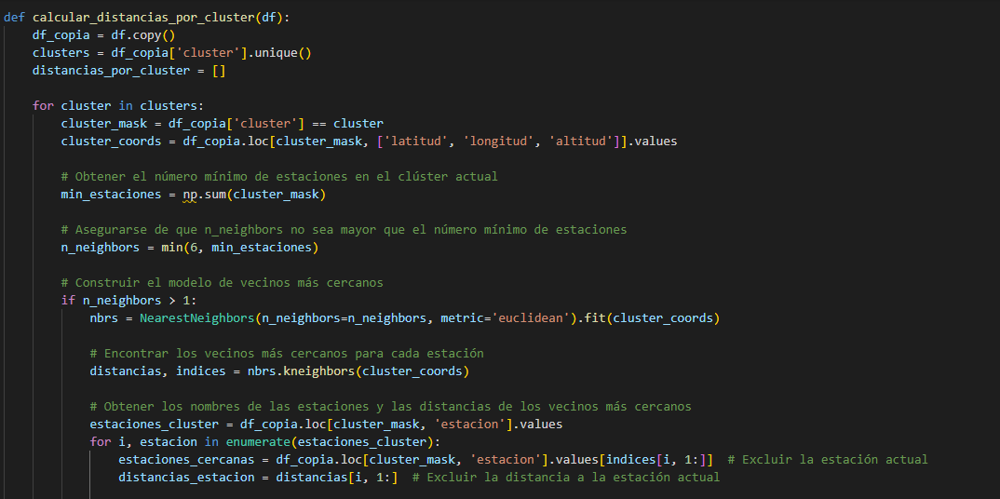 def calcular_distancias_por_cluster(df):
    df_copia = df.copy()
    clusters = df_copia['cluster'].unique()
    distancias_por_cluster = []

    for cluster in clusters:
        cluster_mask = df_copia['cluster'] == cluster
        cluster_coords = df_copia.loc[cluster_mask, ['latitud', 'longitud', 'altitud']].values

        # Obtener el número mínimo de estaciones en el clúster actual
        min_estaciones = np.sum(cluster_mask)

        # Asegurarse de que n_neighbors no sea mayor que el número mínimo de estaciones
        n_neighbors = min(6, min_estaciones)

        # Construir el modelo de vecinos más cercanos
        if n_neighbors > 1:
            nbrs = NearestNeighbors(n_neighbors=n_neighbors, metric='euclidean').fit(cluster_coords)

            # Encontrar los vecinos más cercanos para cada estación
            distancias, indices = nbrs.kneighbors(cluster_coords)

            # Obtener los nombres de las estaciones y las distancias de los vecinos más cercanos
            estaciones_cluster = df_copia.loc[cluster_mask, 'estacion'].values
            for i, estacion in enumerate(estaciones_cluster):
                estaciones_cercanas = df_copia.loc[cluster_mask, 'estacion'].values[indices[i, 1:]]  # Excluir la estación actual
                distancias_estacion = distancias[i, 1:]  # Excluir la distancia a la estación actual